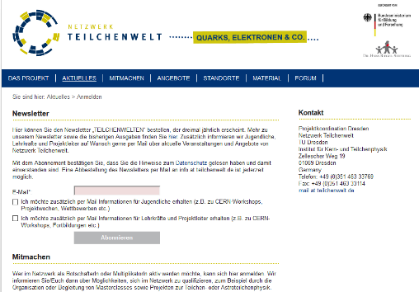 GEFÖRDERT VOM
Bundesministerium
für Bildung
und Forschung
NETZWERK
TEILCHENWELT
QUARKS, ELEKTRONEN & CO.
DAS PROJEKT | AKTUELLES | MITMACHEN | ANGEBOTE | STANDORTE | MATERIAL | FORUM |
Sie sind hier: Aktuelles > Anmelden
Newsletter
Hier können Sie den Newsletter „TEILCHENWELTEN" bestellen, der dreimal jährlich erscheint. Mehr zu
unserem Newsletter sowie die bisherigen Ausgaben finden Sie hier. Zusätzlich informieren wir Jugendliche,
Lehrkräfte und Projektleiter auf Wunsch gerne per Mail über aktuelle Veranstaltungen und Angebote von
Netzwerk Teilchenwelt.
Mit dem Abonnement bestätigen Sie, dass Sie die Hinweise zum Datenschutz gelesen haben und damit
einverstanden sind. Eine Abbestellung des Newsletters per Mail an info at teilchenwelt.de ist jederzeit
möglich.
E-Mail*
Ich möchte zusätzlich per Mail Informationen für Jugendliche erhalten (z.B. zu CERN-Workshops,
Projektwochen, Wettbewerben etc.)
Ich möchte zusätzlich per Mail Informationen für Lehrkräfte und Projektleiter erhalten (z.B. zu CERN-
Workshops, Fortbildungen etc.)
Abonnieren
Mitmachen
Wer im Netzwerk als BotschafterIn oder MultiplikatorIn aktiv werden möchte, kann sich hier anmelden. Wir
informieren Sie/Euch dann über Möglichkeiten, sich im Netzwerk zu qualifizieren, zum Beispiel durch die
Organisation oder Begleitung von Masterclasses sowie Projekten zur Teilchen- oder Astroteilchenphysik.
Kontakt
Projektkoordination Dresden
Netzwerk Teilchenwelt
TU Dresden
Institut für Kern- und Teilchenphysik
Zellescher Weg 19
01069 Dresden
Germany
Telefon: +49 (0)351 463 33780
Fax: +49 (0)351 463 33114
mail at teilchenwelt.de